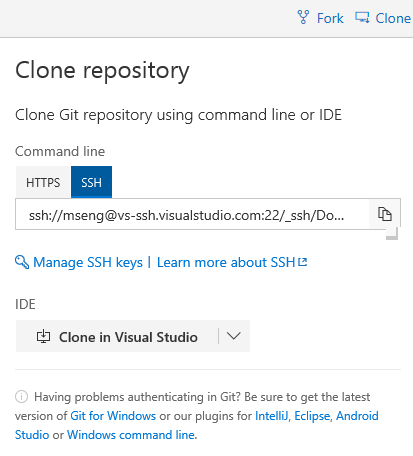 Fork Clone
Clone repository
Clone Git repository using command line or IDE
Command line
HTTPS SSH
ssh://mseng@vs-ssh.visualstudio.com:22/_ssh/Do...
Manage SSH keys | Learn more about SSH
IDE
Clone in Visual Studio
Having problems authenticating in Git? Be sure to get the latest
version of Git for Windows or our plugins for IntelliJ, Eclipse, Android
Studio or Windows command line.